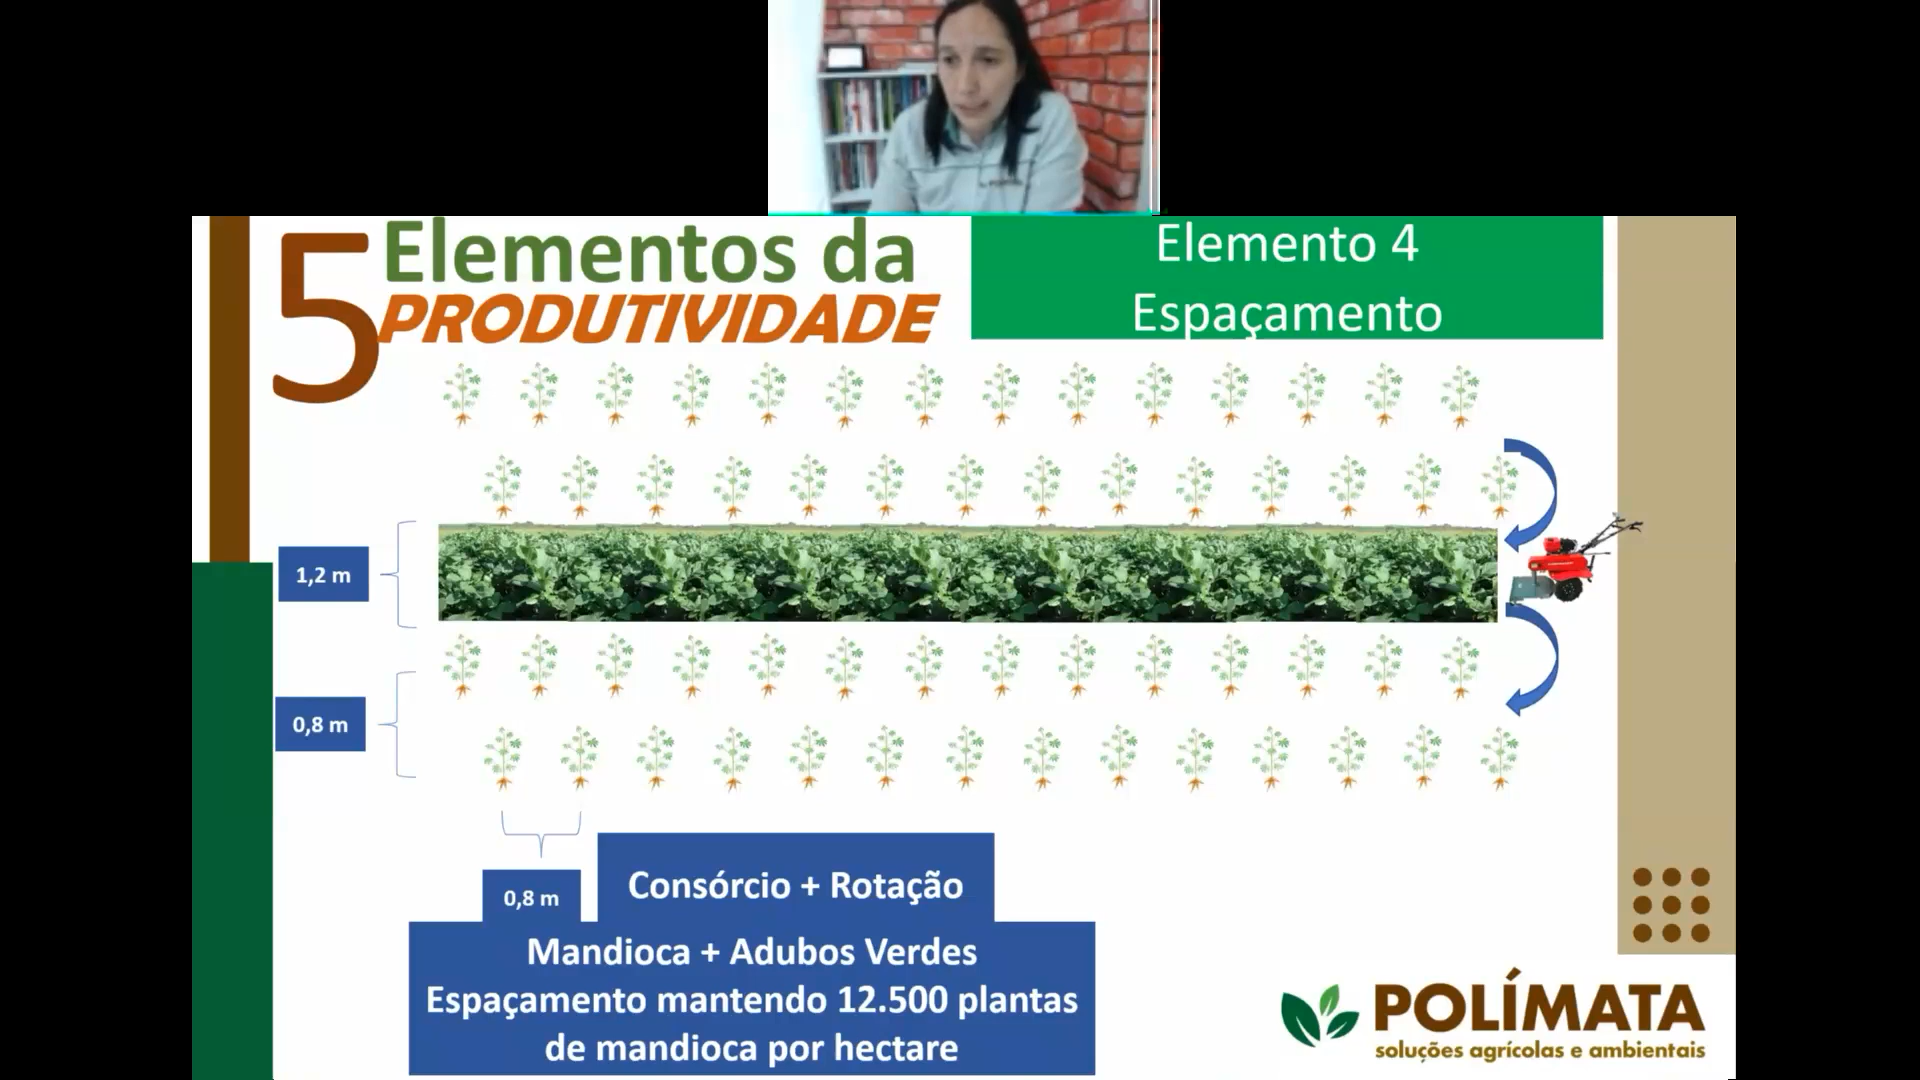 5
Elementos da
PRODUTIVIDADE
Elemento 4
Espaçamento
1,2 m
0,8 m
0,8 m
Consórcio + Rotação
Mandioca + Adubos Verdes
Espaçamento mantendo 12.500 plantas
de mandioca por hectare
POLÍMATA
soluções agrícolas e ambientais